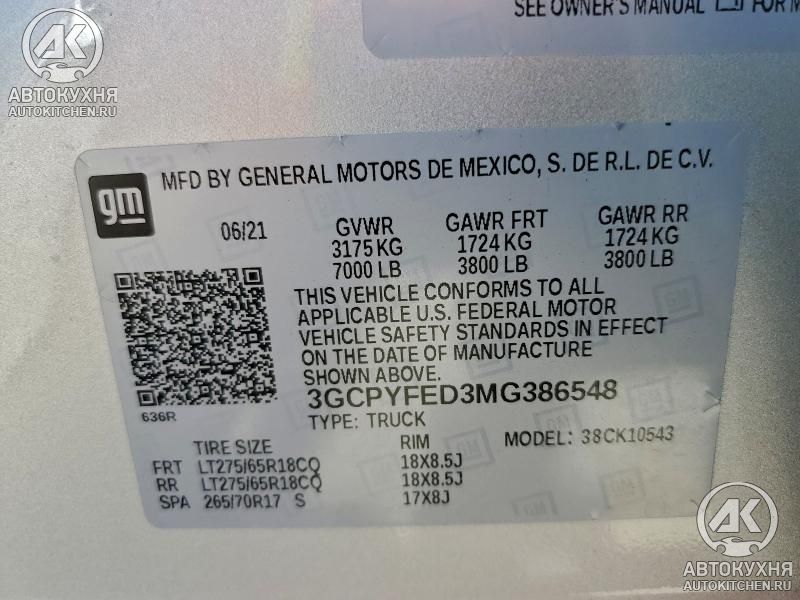 SEE OWNER'S MANUAL FOR M
AK
АВТОКУХНЯ
AUTOKITCHEN.RU
gm
MFD BY GENERAL MOTORS DE MEXICO, S. DE R.L. DE C.V.
06/21 GVWR GAWR FRT GAWR RR
3175 KG 1724 KG 1724 KG
7000 LB 3800 LB 3800 LB
THIS VEHICLE CONFORMS TO ALL
APPLICABLE U.S. FEDERAL MOTOR
VEHICLE SAFETY STANDARDS IN EFFECT
ON THE DATE OF MANUFACTURE
SHOWN ABOVE.
3GCPYFED3MG386548
636R
TYPE: TRUCK
MODEL: 38CK10543
TIRE SIZE RIM
FRT LT275/65R18CQ 18X8.5J
RR LT275/65R18CQ 18X8.5J
SPA 265/70R17 S 17X8J
AK
АВТОКУХНЯ
AUTOKITCHEN.RU